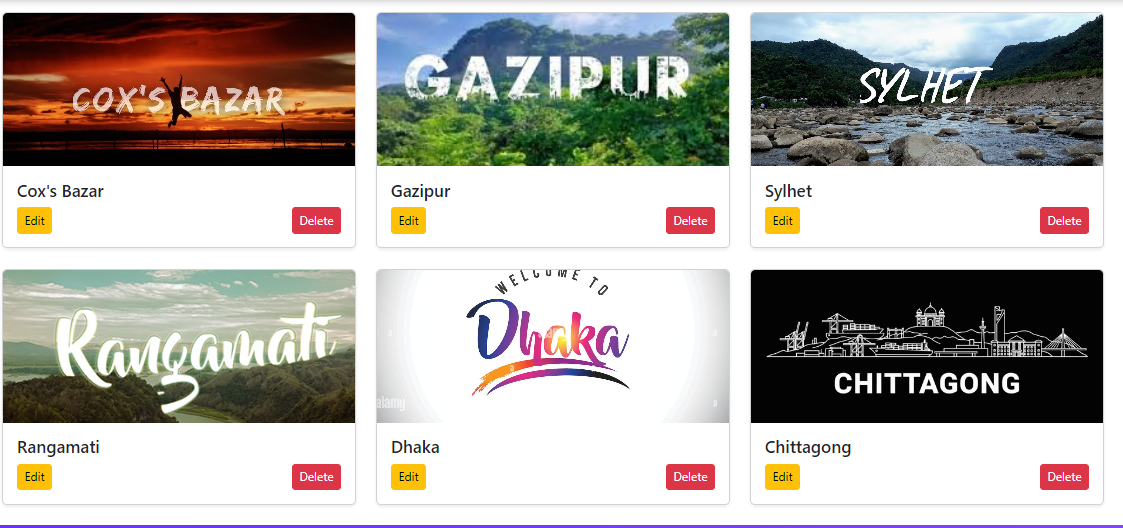 COX'S BAZAR
GAZIPUR
SYLHET
Cox's Bazar
Gazipur
Sylhet
Edit
Delete
Edit
Delete
Edit
Delete
Rangamati
WELCOME TO
Dhaka
alamy
a
a
a
CHITTAGONG
Rangamati
Dhaka
Chittagong
Edit
Delete
Edit
Delete
Edit
Delete